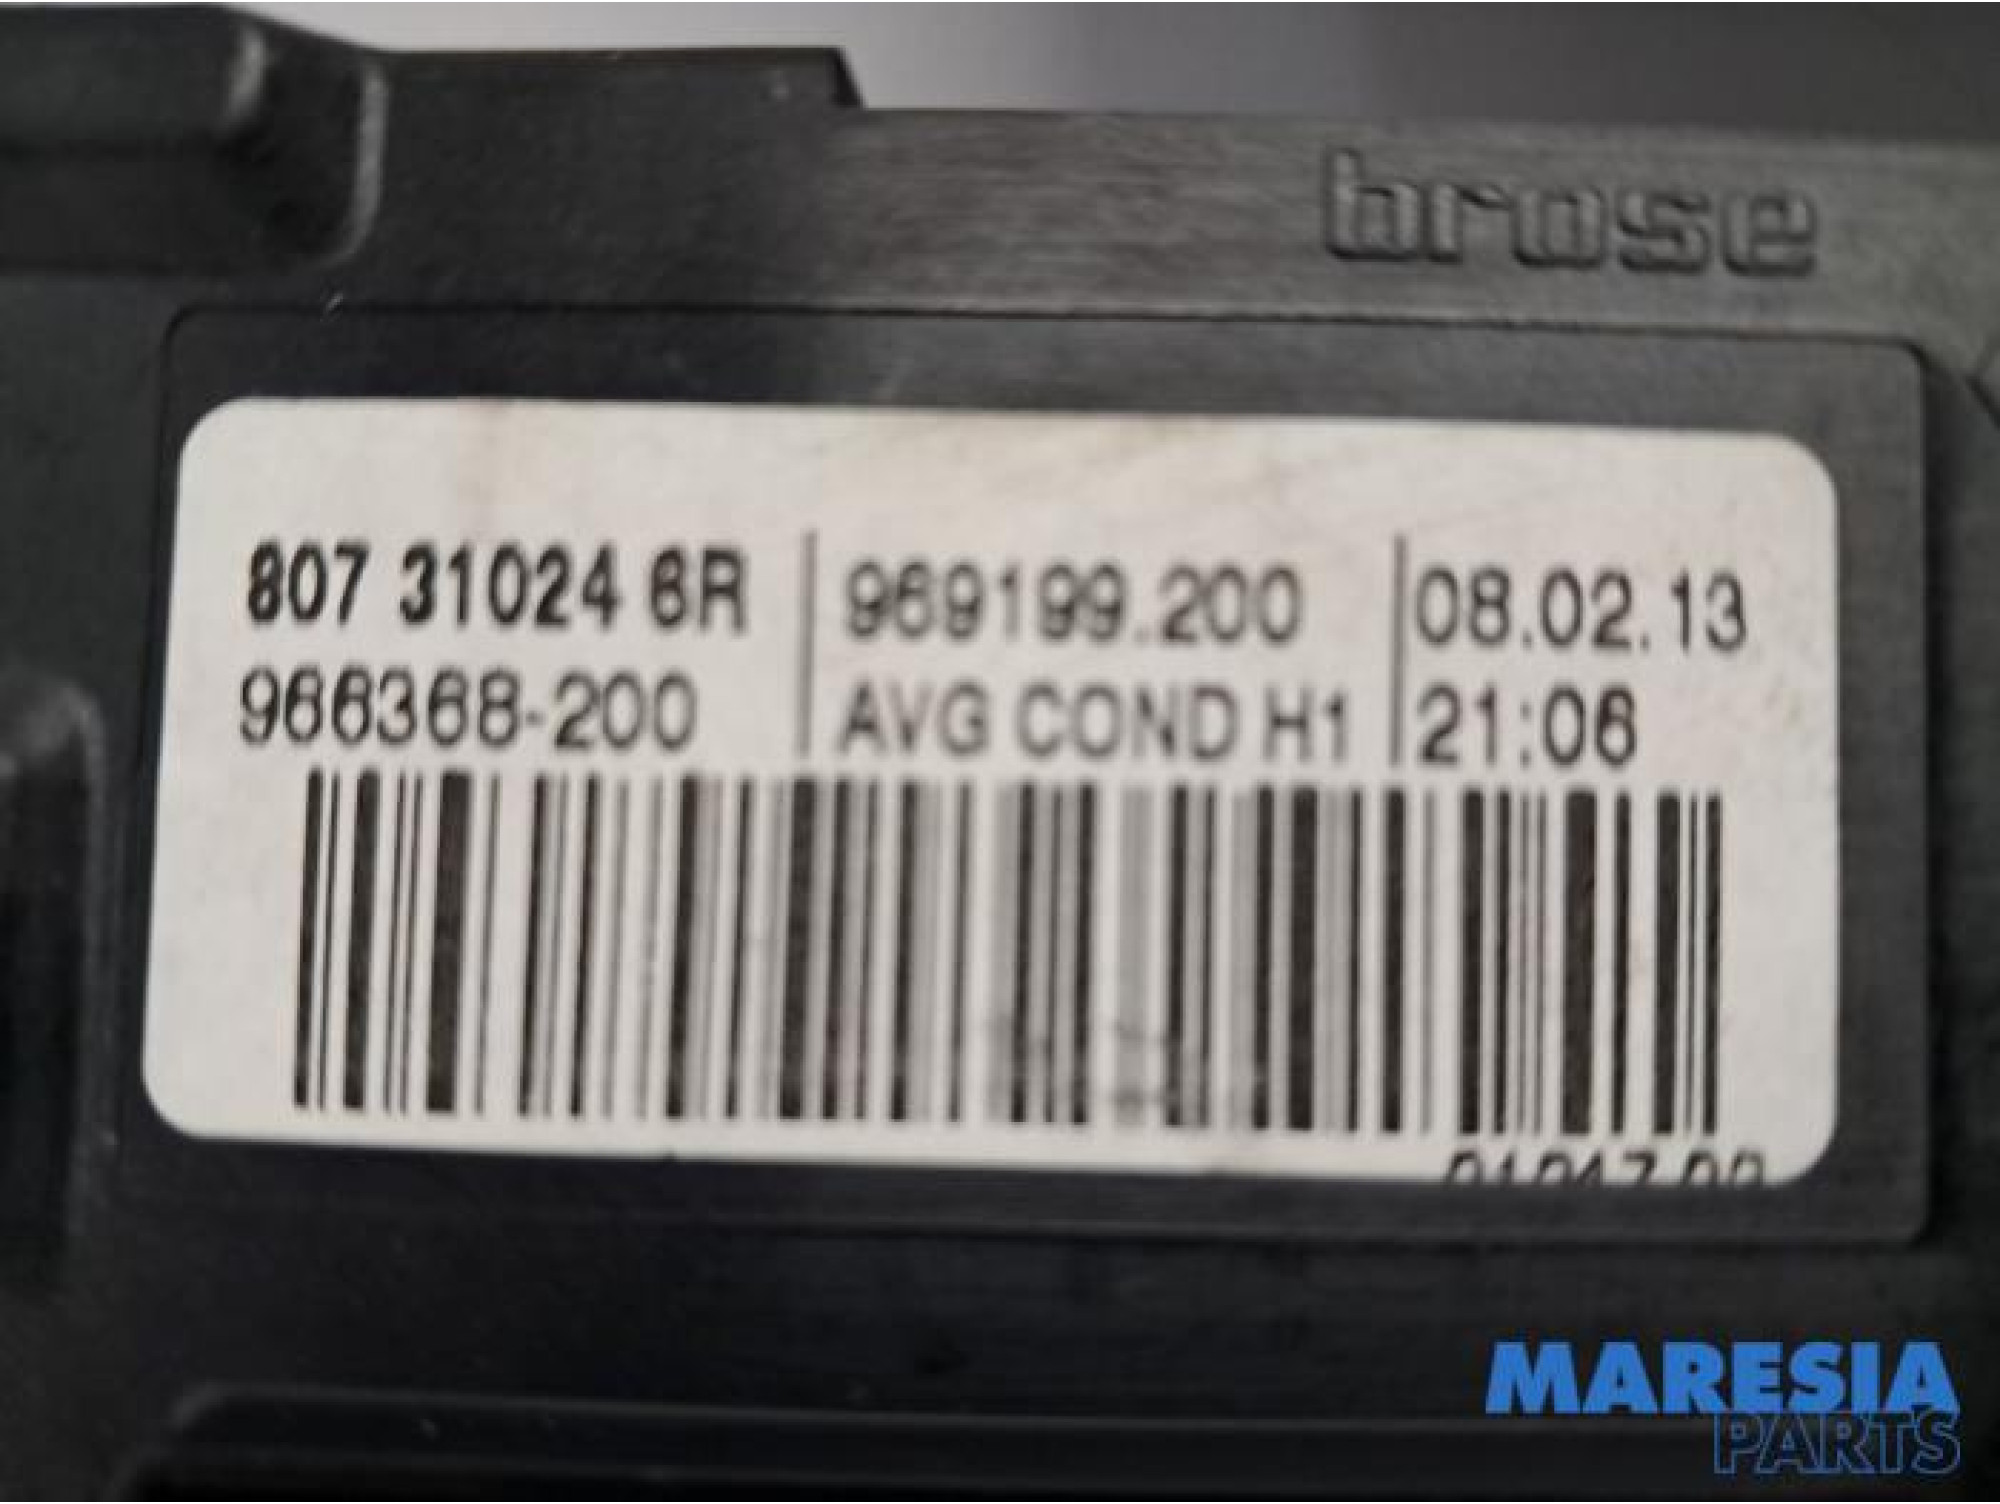 brose
807 31024 6R
966368-200
969199.200
AVG COND H1
08.02.13
21:06
MARESIA
PARTS